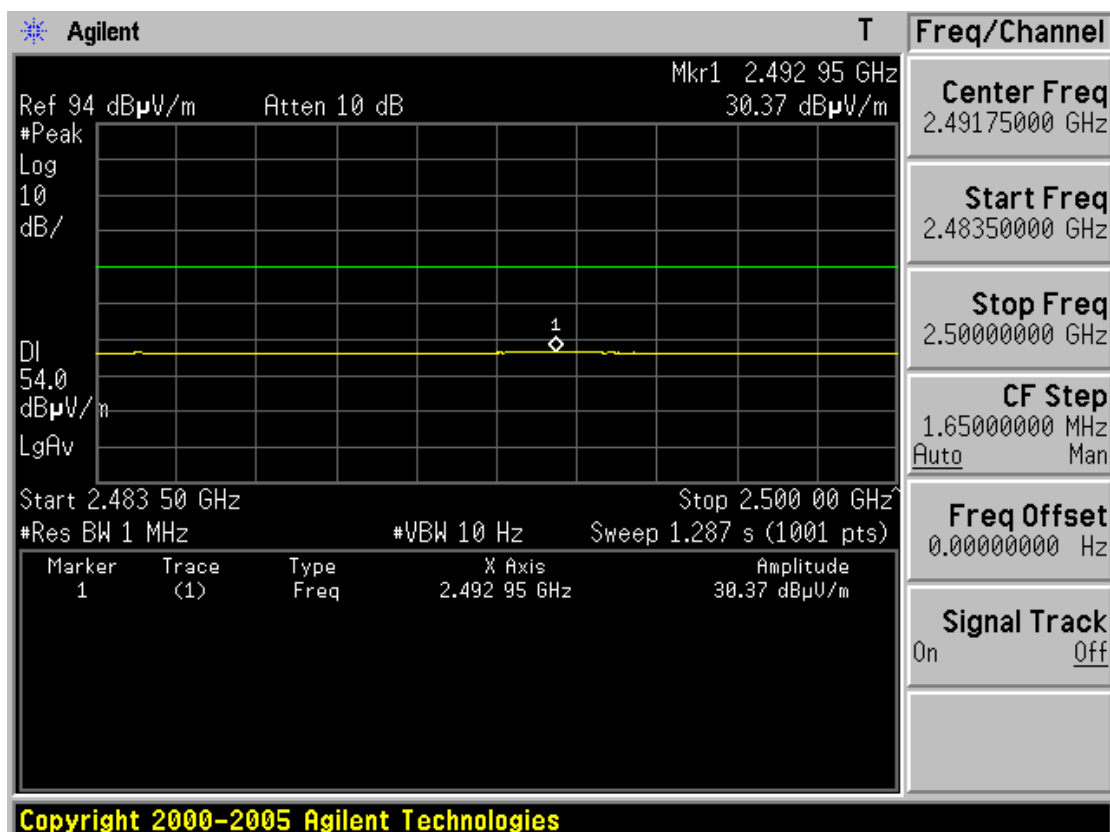 Agilent T
Mkr1 2.492 95 GHz
Ref 94 dBµV/m Atten 10 dB 30.37 dBµV/m
#Peak
Log
10
dB/
1
DI
54.0
dBµV/m
LgAv
Start 2.483 50 GHz Stop 2.500 00 GHz^
#Res BW 1 MHz #VBW 10 Hz Sweep 1.287 s (1001 pts)
Marker Trace Type X Axis Amplitude
1 (1) Freq 2.492 95 GHz 30.37 dBµV/m
Copyright 2000-2005 Agilent Technologies
Freq/Channel
Center Freq
2.49175000 GHz
Start Freq
2.48350000 GHz
Stop Freq
2.50000000 GHz
CF Step
1.65000000 MHz
Auto Man
Freq Offset
0.00000000 Hz
Signal Track
On Off